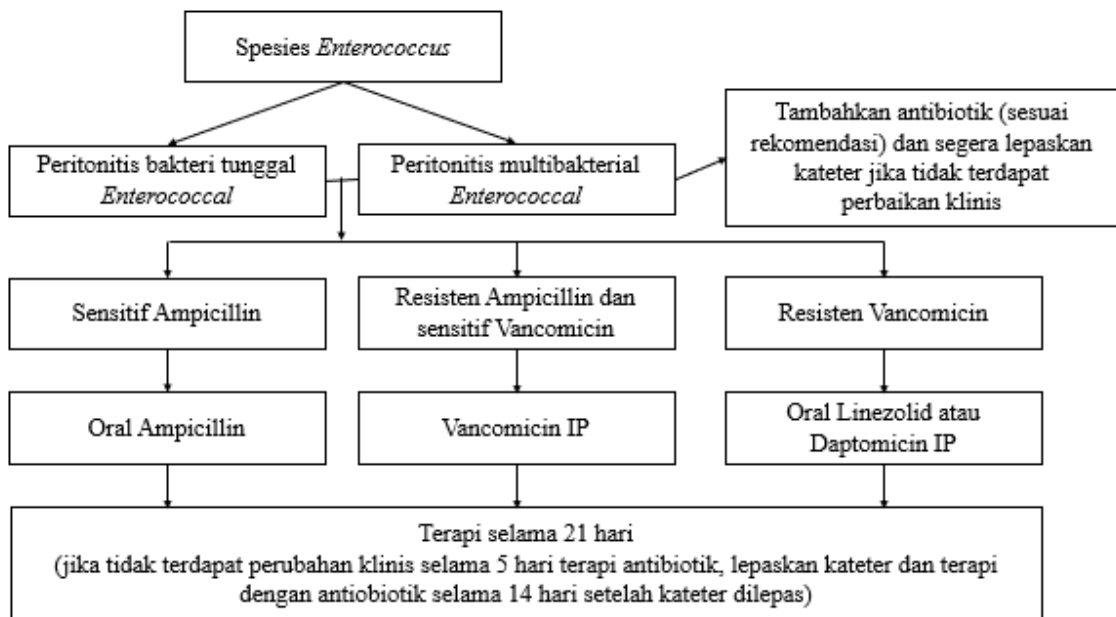 Spesies Enterococcus
Peritonitis bakteri tunggal
Enterococcal
Peritonitis multibakterial
Enterococcal
Tambahkan antibiotik (sesuai
rekomendasi) dan segera lepaskan
kateter jika tidak terdapat
perbaikan klinis
Sensitif Ampicillin
Resisten Ampicillin dan
sensitif Vancomicin
Resisten Vancomicin
Oral Ampicillin
Vancomicin IP
Oral Linezolid atau
Daptomicin IP
Terapi selama 21 hari
(jika tidak terdapat perubahan klinis selama 5 hari terapi antibiotik, lepaskan kateter dan terapi
dengan antiobiotik selama 14 hari setelah kateter dilepas)